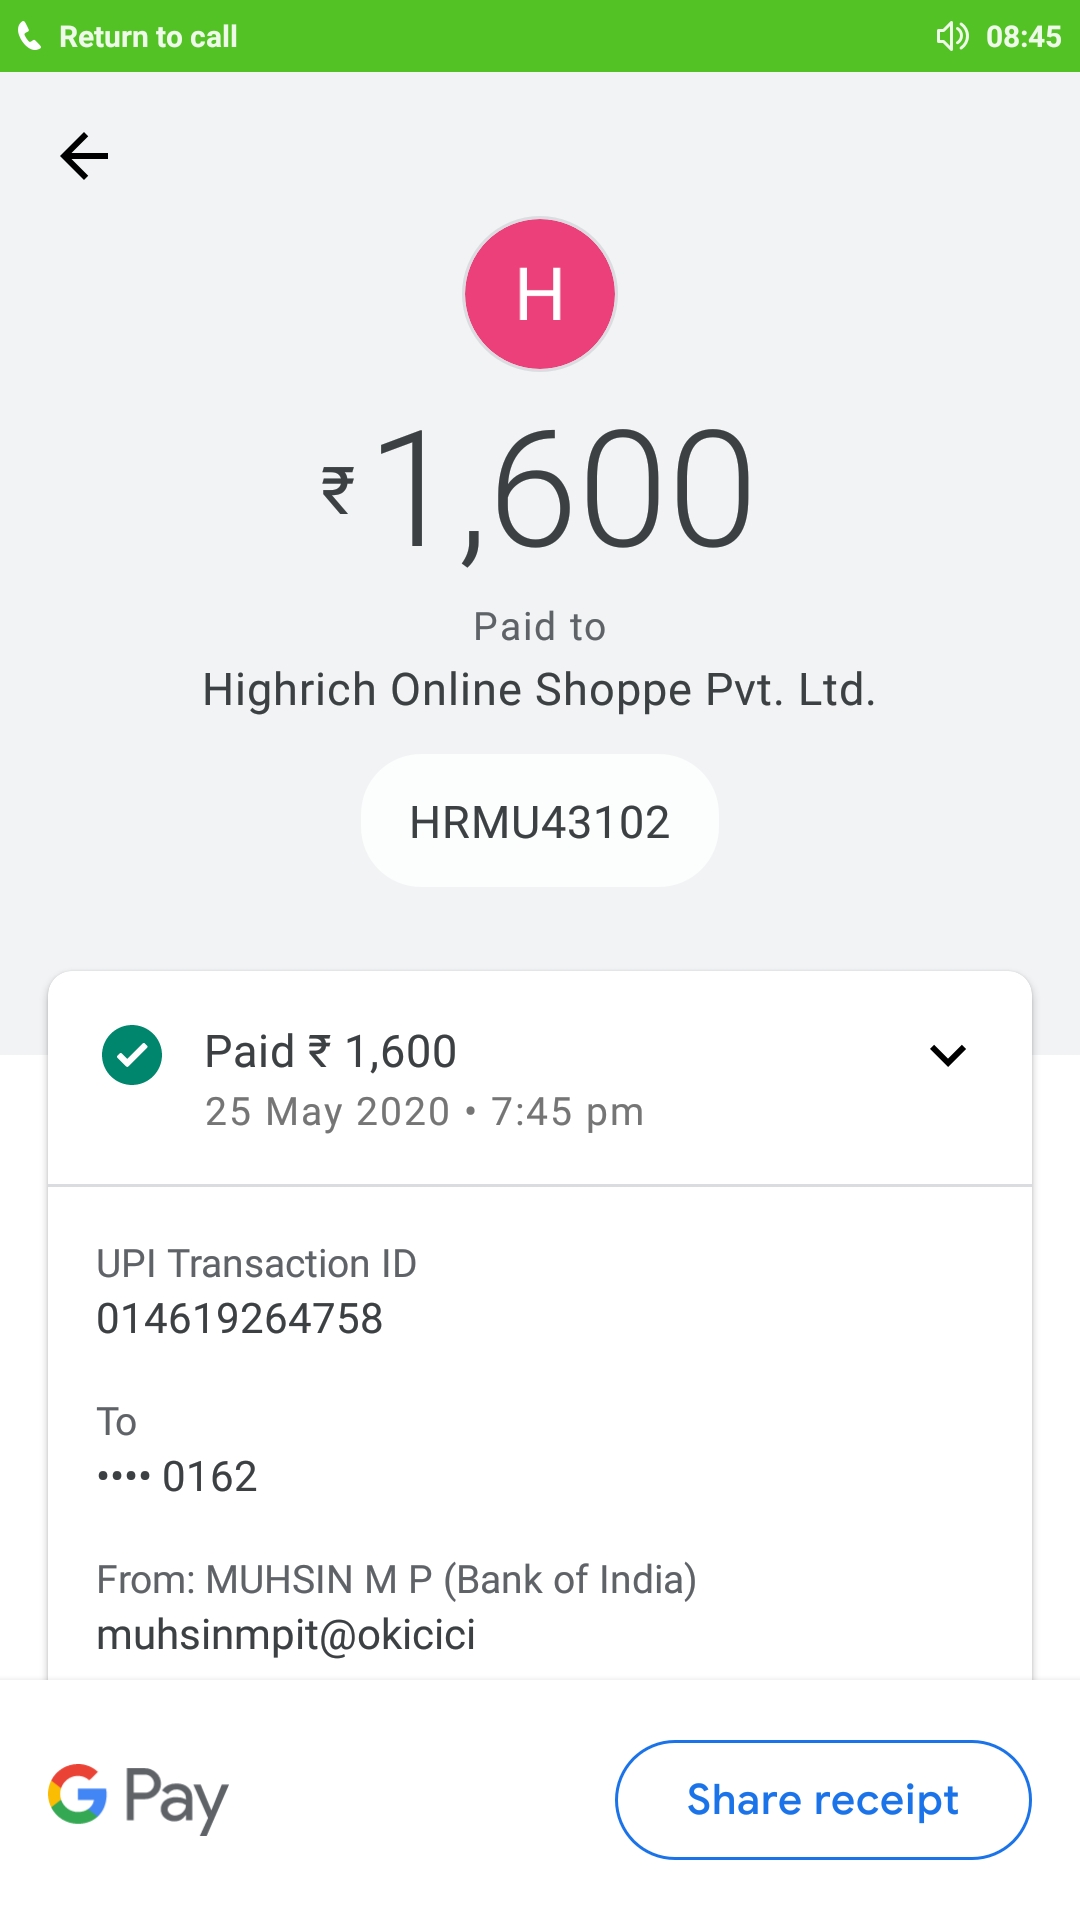 Return to call 08:45
H
₹1,600
Paid to
Highrich Online Shoppe Pvt. Ltd.
HRMU43102
Paid ₹ 1,600
25 May 2020 • 7:45 pm
UPI Transaction ID
014619264758
To
•••• 0162
From: MUHSIN M P (Bank of India)
muhsinmpit@okicici
G Pay Share receipt